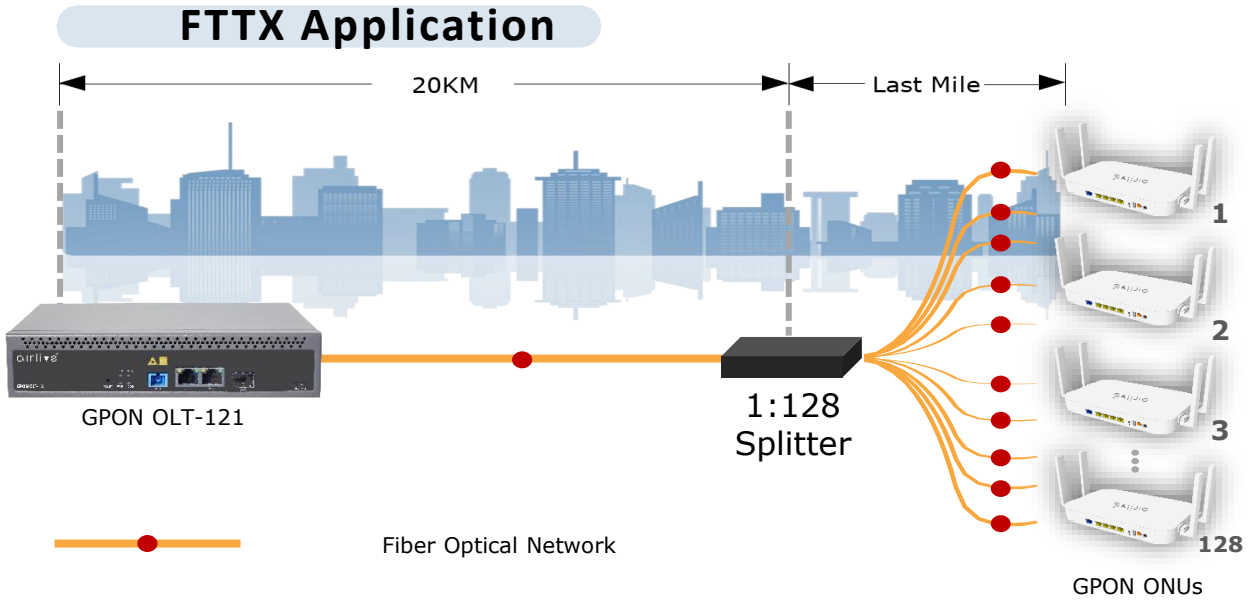 FTTX Application
20KM
Last Mile
1
2
3
128
airlive
GPON OLT-121
1:128
Splitter
Fiber Optical Network
GPON ONUs